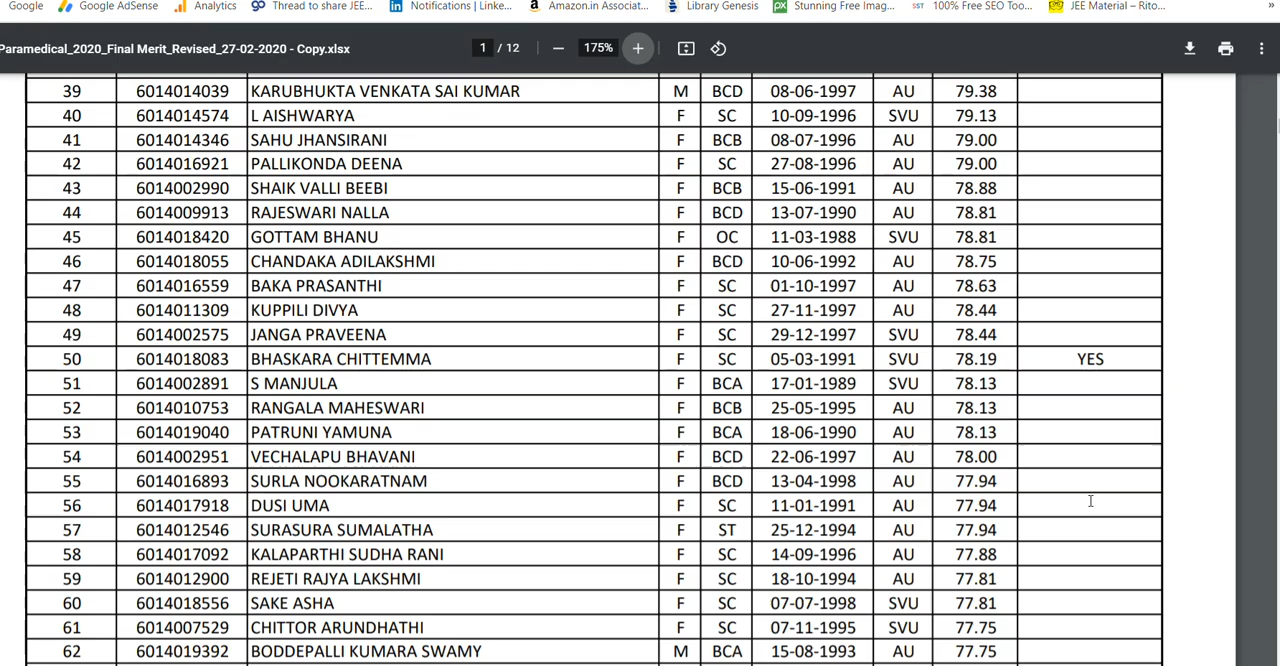 Google Google AdSense Analytics Thread to share JEE... Notifications | Linke... Amazon.in Associat... Library Genesis Stunning Free Imag... SST 100% Free SEO Too... JEE Material – Rito... »
Paramedical_2020_Final Merit_Revised_27-02-2020 - Copy.xlsx 1 / 12 — 175% +
39 6014014039 KARUBHUKTA VENKATA SAI KUMAR M BCD 08-06-1997 AU 79.38
40 6014014574 L AISHWARYA F SC 10-09-1996 SVU 79.13
41 6014014346 SAHU JHANSIRANI F BCB 08-07-1996 AU 79.00
42 6014016921 PALLIKONDA DEENA F SC 27-08-1996 AU 79.00
43 6014002990 SHAIK VALLI BEEBI F BCB 15-06-1991 AU 78.88
44 6014009913 RAJESWARI NALLA F BCD 13-07-1990 AU 78.81
45 6014018420 GOTTAM BHANU F OC 11-03-1988 SVU 78.81
46 6014018055 CHANDAKA ADILAKSHMI F BCD 10-06-1992 AU 78.75
47 6014016559 BAKA PRASANTHI F SC 01-10-1997 AU 78.63
48 6014011309 KUPPILI DIVYA F SC 27-11-1997 AU 78.44
49 6014002575 JANGA PRAVEENA F SC 29-12-1997 SVU 78.44
50 6014018083 BHASKARA CHITTEMMA F SC 05-03-1991 SVU 78.19 YES
51 6014002891 S MANJULA F BCA 17-01-1989 SVU 78.13
52 6014010753 RANGALA MAHESWARI F BCB 25-05-1995 AU 78.13
53 6014019040 PATRUNI YAMUNA F BCA 18-06-1990 AU 78.13
54 6014002951 VECHALAPU BHAVANI F BCD 22-06-1997 AU 78.00
55 6014016893 SURLA NOOKARATNAM F BCD 13-04-1998 AU 77.94
56 6014017918 DUSI UMA F SC 11-01-1991 AU 77.94
57 6014012546 SURASURA SUMALATHA F ST 25-12-1994 AU 77.94
58 6014017092 KALAPARTHI SUDHA RANI F SC 14-09-1996 AU 77.88
59 6014012900 REJETI RAJYA LAKSHMI F SC 18-10-1994 AU 77.81
60 6014018556 SAKE ASHA F SC 07-07-1998 SVU 77.81
61 6014007529 CHITTOR ARUNDHATHI F SC 07-11-1995 SVU 77.75
62 6014019392 BODDEPALLI KUMARA SWAMY M BCA 15-08-1993 AU 77.75